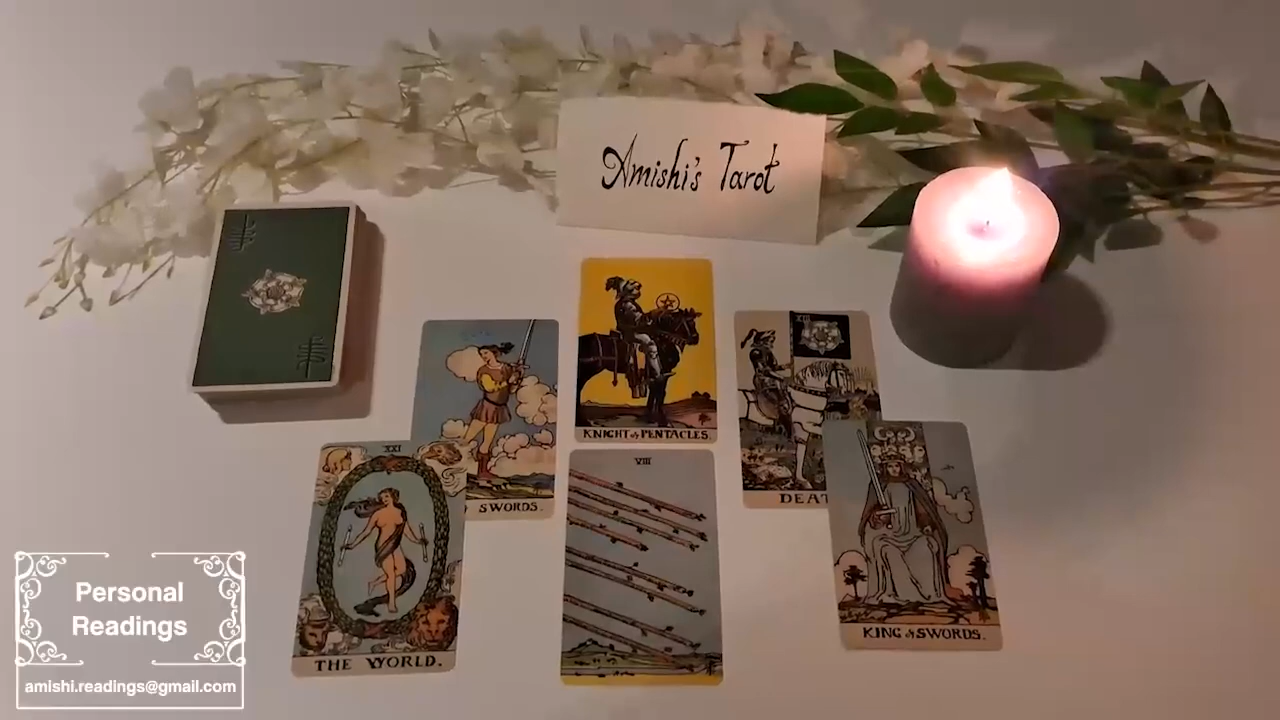 Amishi's Tarot
KNIGHT of PENTACLES.
XIII
SWORDS.
DEAT
XXI
VIII
THE WORLD.
KING of SWORDS.
Personal
Readings
amishi.readings@gmail.com